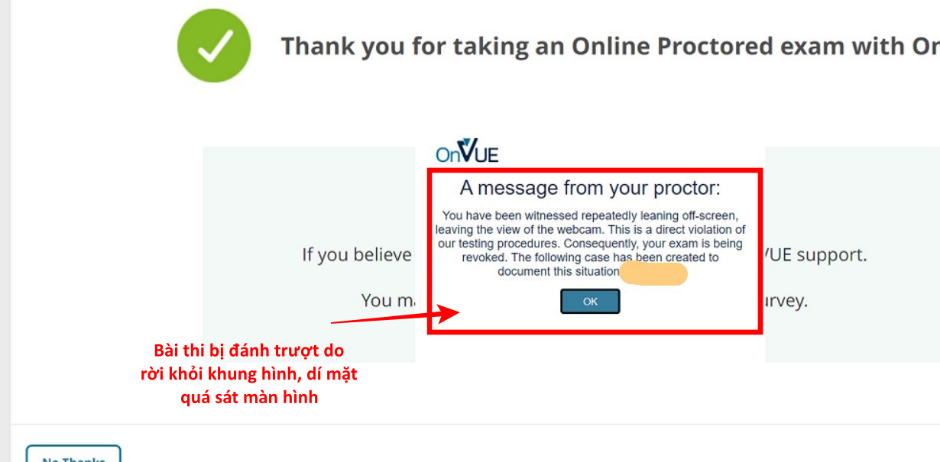 Thank you for taking an Online Proctored exam with
OnVUE
A message from your proctor:
You have been witnessed repeatedly leaning off-screen,
leaving the view of the webcam. This is a direct violation of
our testing procedures. Consequently, your exam is being
revoked. The following case has been created to
document this situation
If you believe
VUE support.
OK
You
Bài thi bị đánh trượt do
rời khỏi khung hình, dí mặt
quá sát màn hình
No Thanks